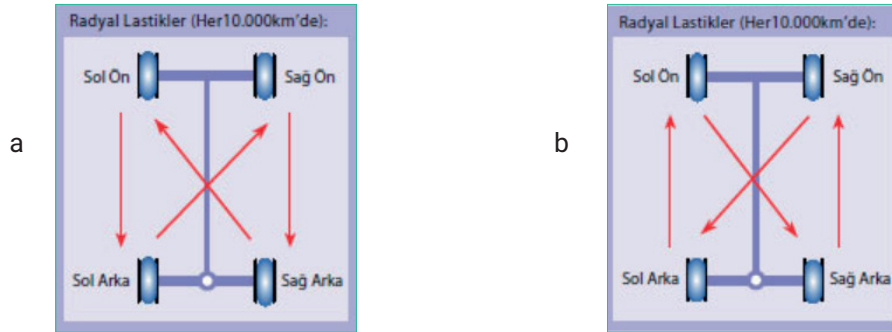 Radyal Lastikler (Her10.000km'de):
Sol Ön
Sağ Ön
a
Sol Arka
Sağ Arka
Radyal Lastikler (Her10.000km'de):
Sol Ön
Sağ Ön
b
Sol Arka
Sağ Arka